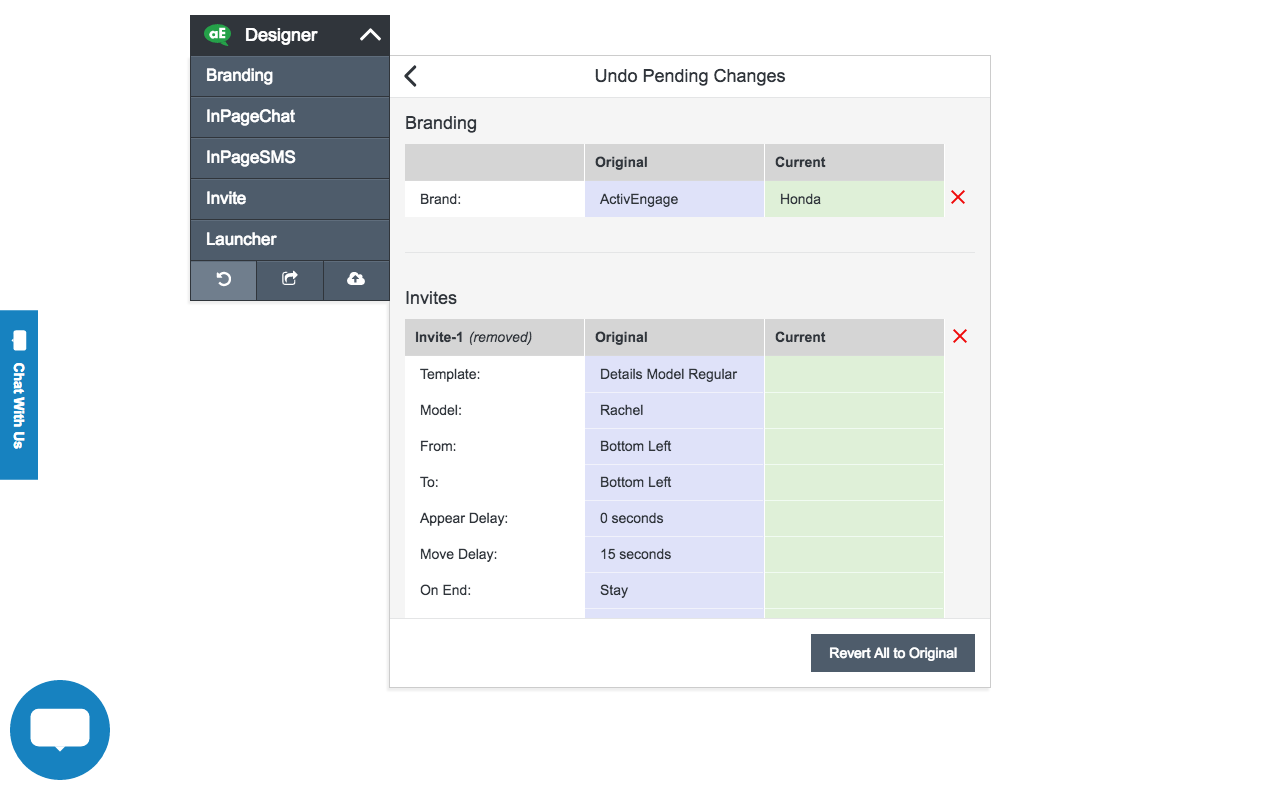 aE Designer
Branding
InPageChat
InPageSMS
Invite
Launcher
Chat With Us
Undo Pending Changes
Branding
Original Current
Brand: ActivEngage Honda
Invites
Invite-1 (removed) Original Current
Template: Details Model Regular
Model: Rachel
From: Bottom Left
To: Bottom Left
Appear Delay: 0 seconds
Move Delay: 15 seconds
On End: Stay
Revert All to Original